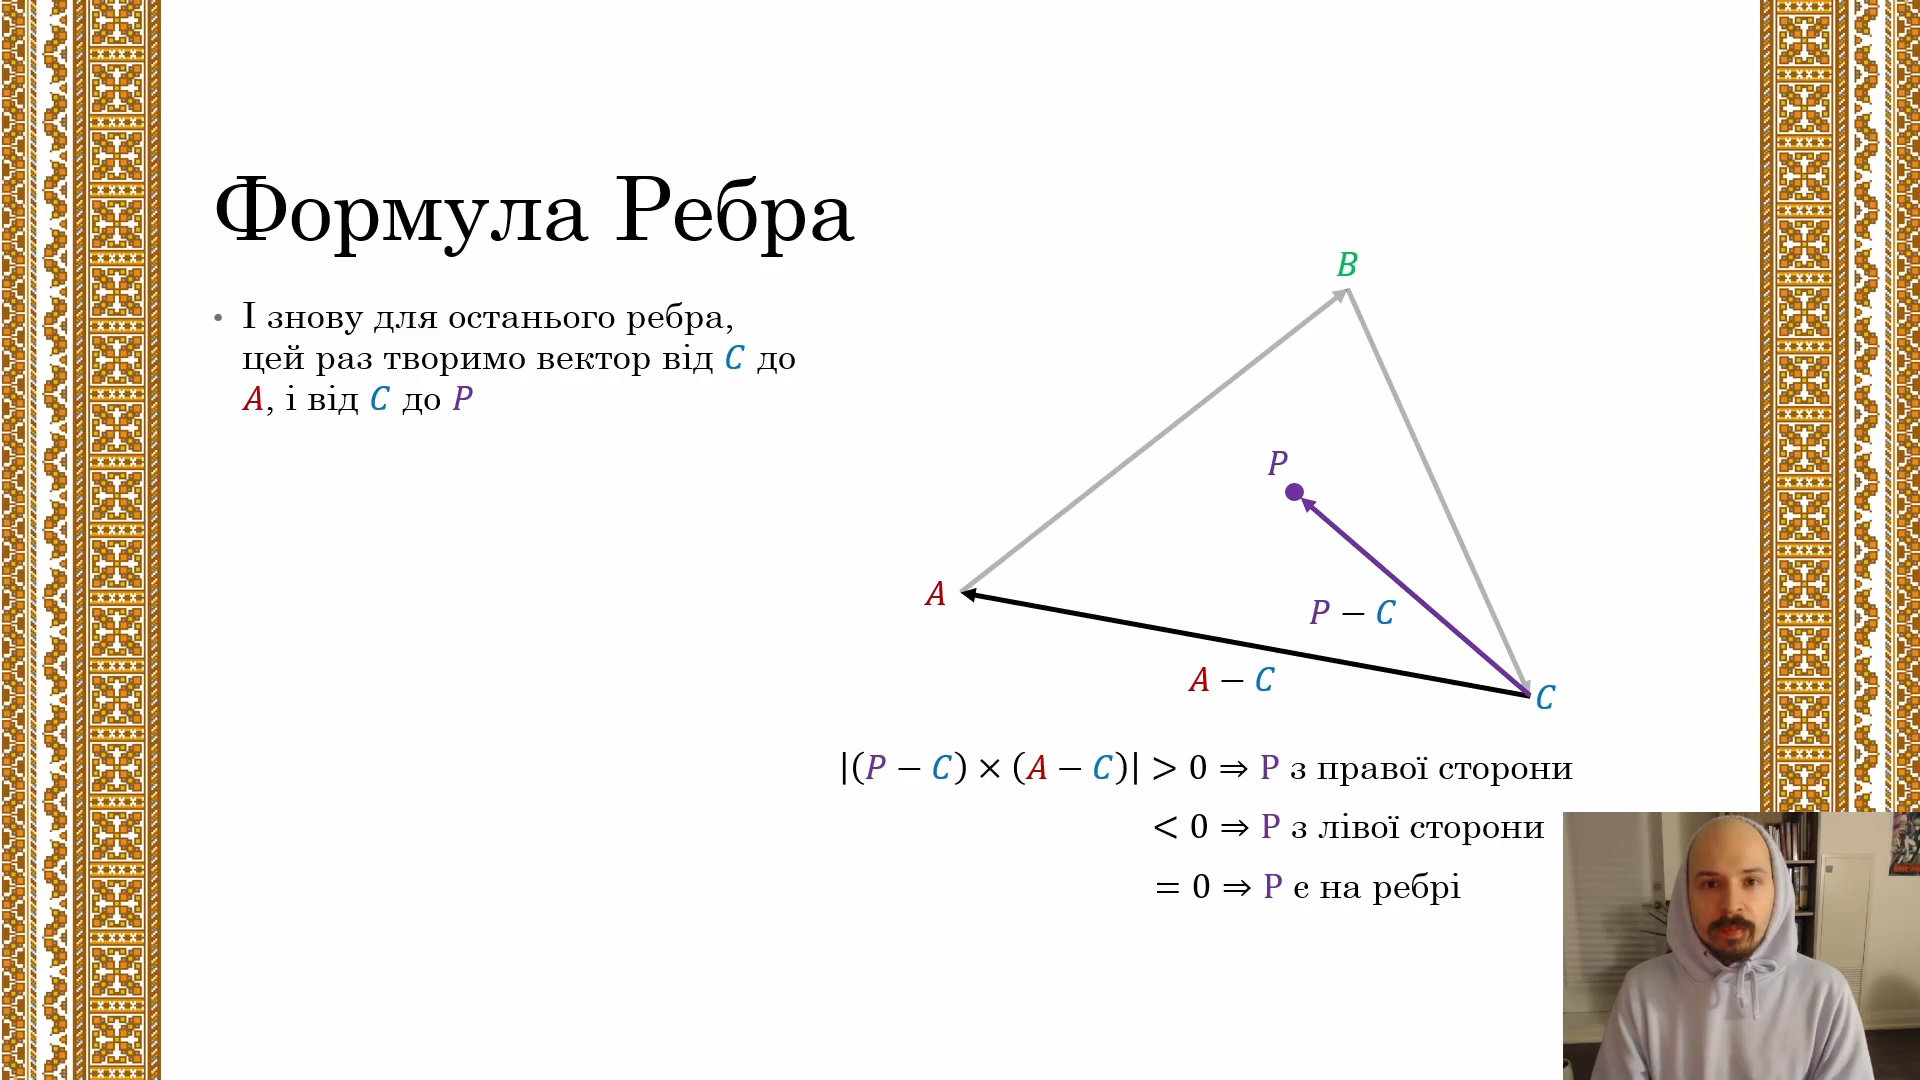 Формула Ребра
• І знову для останього ребра,
цей раз творимо вектор від C до
A, і від C до P
B
P
A
P − C
A − C
C
|(P − C) × (A − C)| > 0 ⇒ P з правої сторони
< 0 ⇒ P з лівої сторони
= 0 ⇒ P є на ребрі